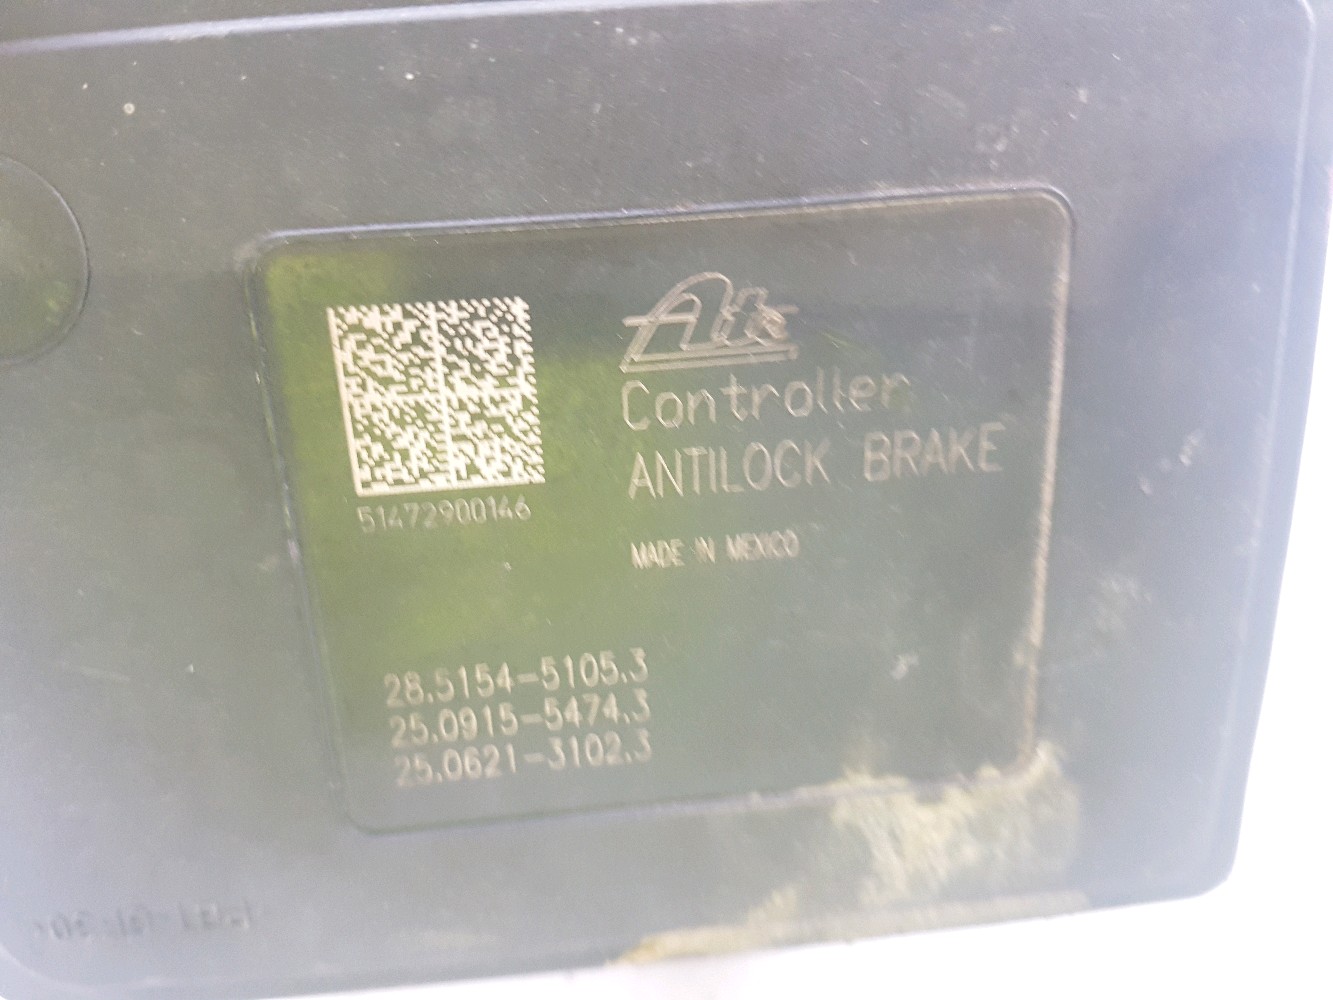 Ate
Controller
ANTILOCK BRAKE
51472900146
MADE IN MEXICO
28.5154-5105.3
25.0915-5474.3
25.0621-3102.3